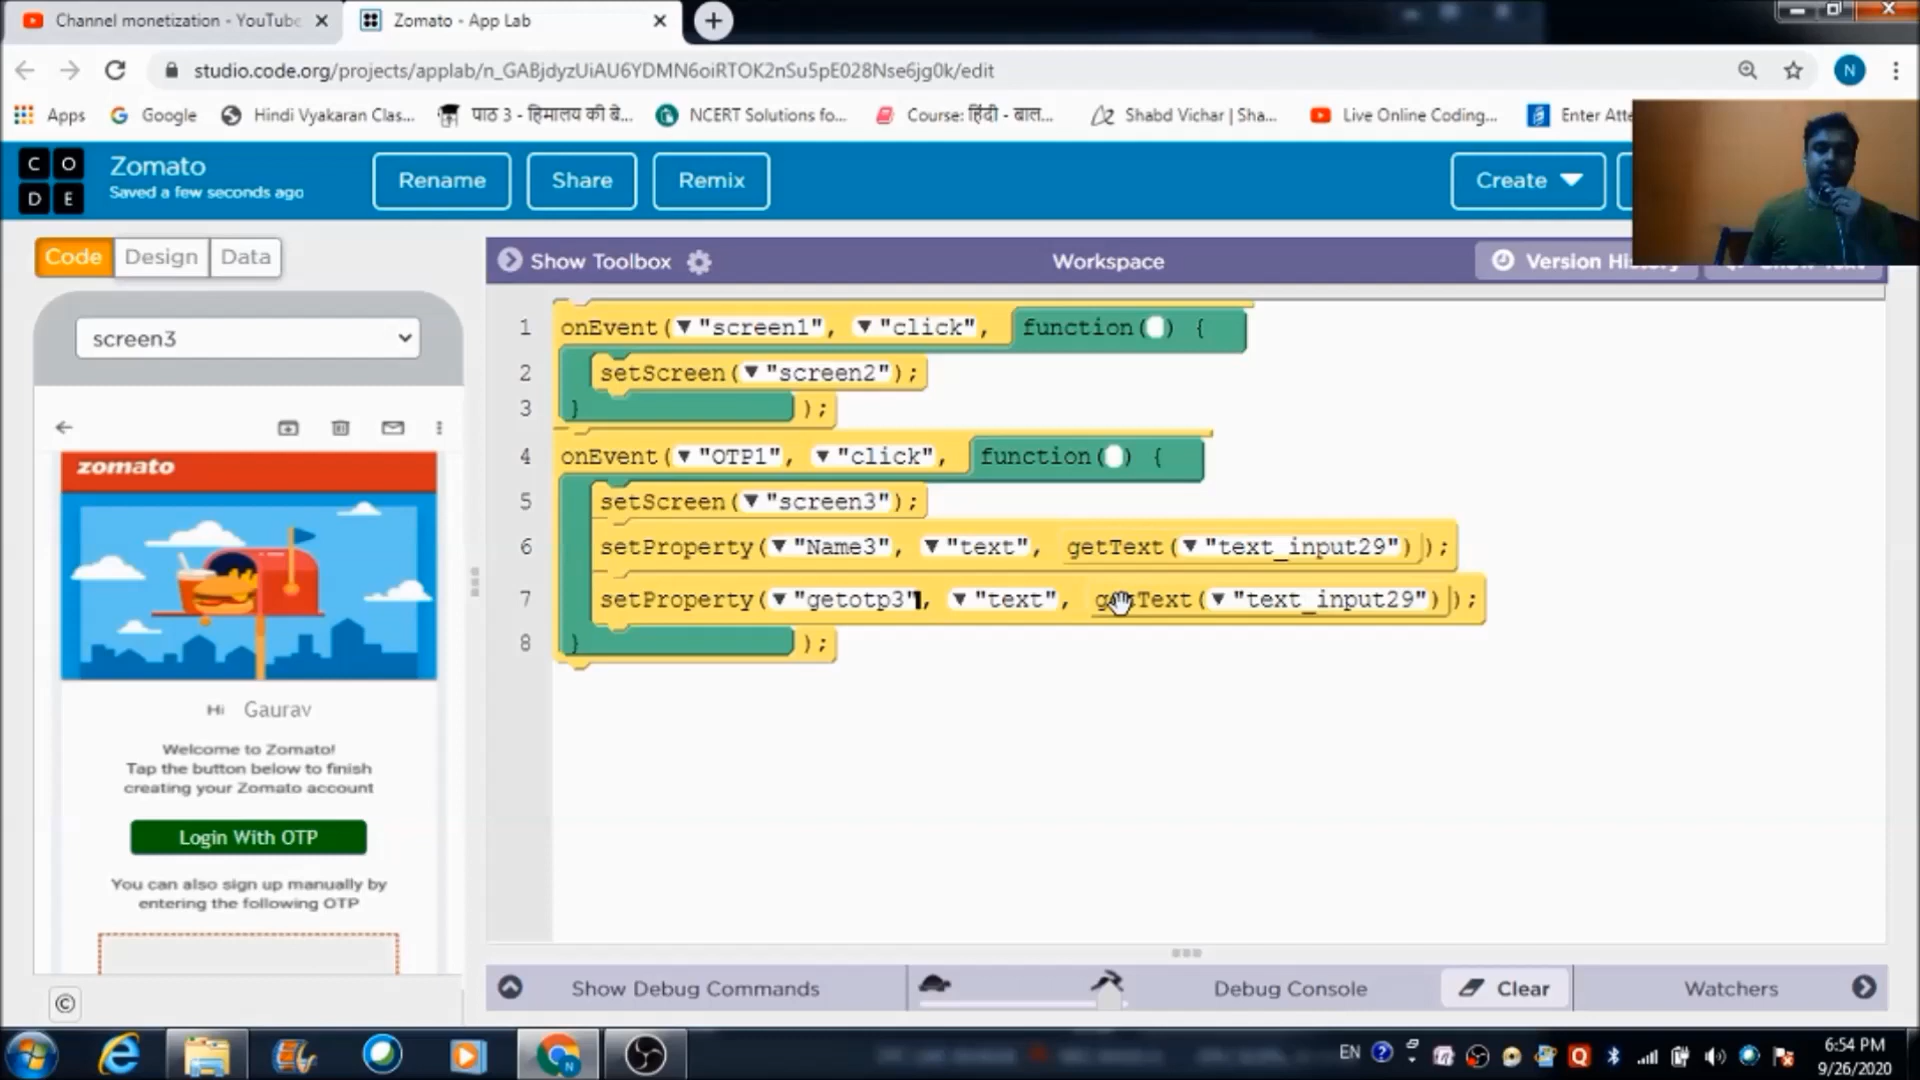 Channel monetization - YouTube
Zomato - App Lab
studio.code.org/projects/applab/n_GABjdyzUiAU6YDMN6oiRTOK2nSu5pE028Nse6jg0k/edit
N
Apps
Google
Hindi Vyakaran Clas...
पाठ 3 - हिमालय की बे...
NCERT Solutions fo...
Course: हिंदी - बाल...
Shabd Vichar | Sha...
Live Online Coding...
Enter Atte
C O D E
Zomato
Saved a few seconds ago
Rename
Share
Remix
Create
Code
Design
Data
Show Toolbox
Workspace
Version History
screen3
zomato
Hi Gaurav
Welcome to Zomato!
Tap the button below to finish
creating your Zomato account
Login With OTP
You can also sign up manually by
entering the following OTP
1 onEvent( "screen1", "click", function( ) {
2 setScreen( "screen2");
3 } );
4 onEvent( "OTP1", "click", function( ) {
5 setScreen( "screen3");
6 setProperty( "Name3", "text", getText( "text_input29") );
7 setProperty( "getotp3", "text", getText( "text_input29") );
8 } );
©
Show Debug Commands
Debug Console
Clear
Watchers
EN
6:54 PM
9/26/2020